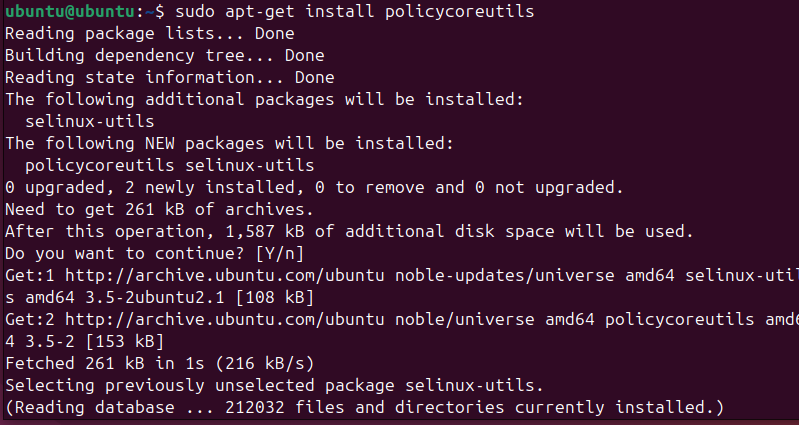 ubuntu@ubuntu:~$ sudo apt-get install policycoreutils
Reading package lists... Done
Building dependency tree... Done
Reading state information... Done
The following additional packages will be installed:
  selinux-utils
The following NEW packages will be installed:
  policycoreutils selinux-utils
0 upgraded, 2 newly installed, 0 to remove and 0 not upgraded.
Need to get 261 kB of archives.
After this operation, 1,587 kB of additional disk space will be used.
Do you want to continue? [Y/n]
Get:1 http://archive.ubuntu.com/ubuntu noble-updates/universe amd64 selinux-util
s amd64 3.5-2ubuntu2.1 [108 kB]
Get:2 http://archive.ubuntu.com/ubuntu noble/universe amd64 policycoreutils amd6
4 3.5-2 [153 kB]
Fetched 261 kB in 1s (216 kB/s)
Selecting previously unselected package selinux-utils.
(Reading database ... 212032 files and directories currently installed.)